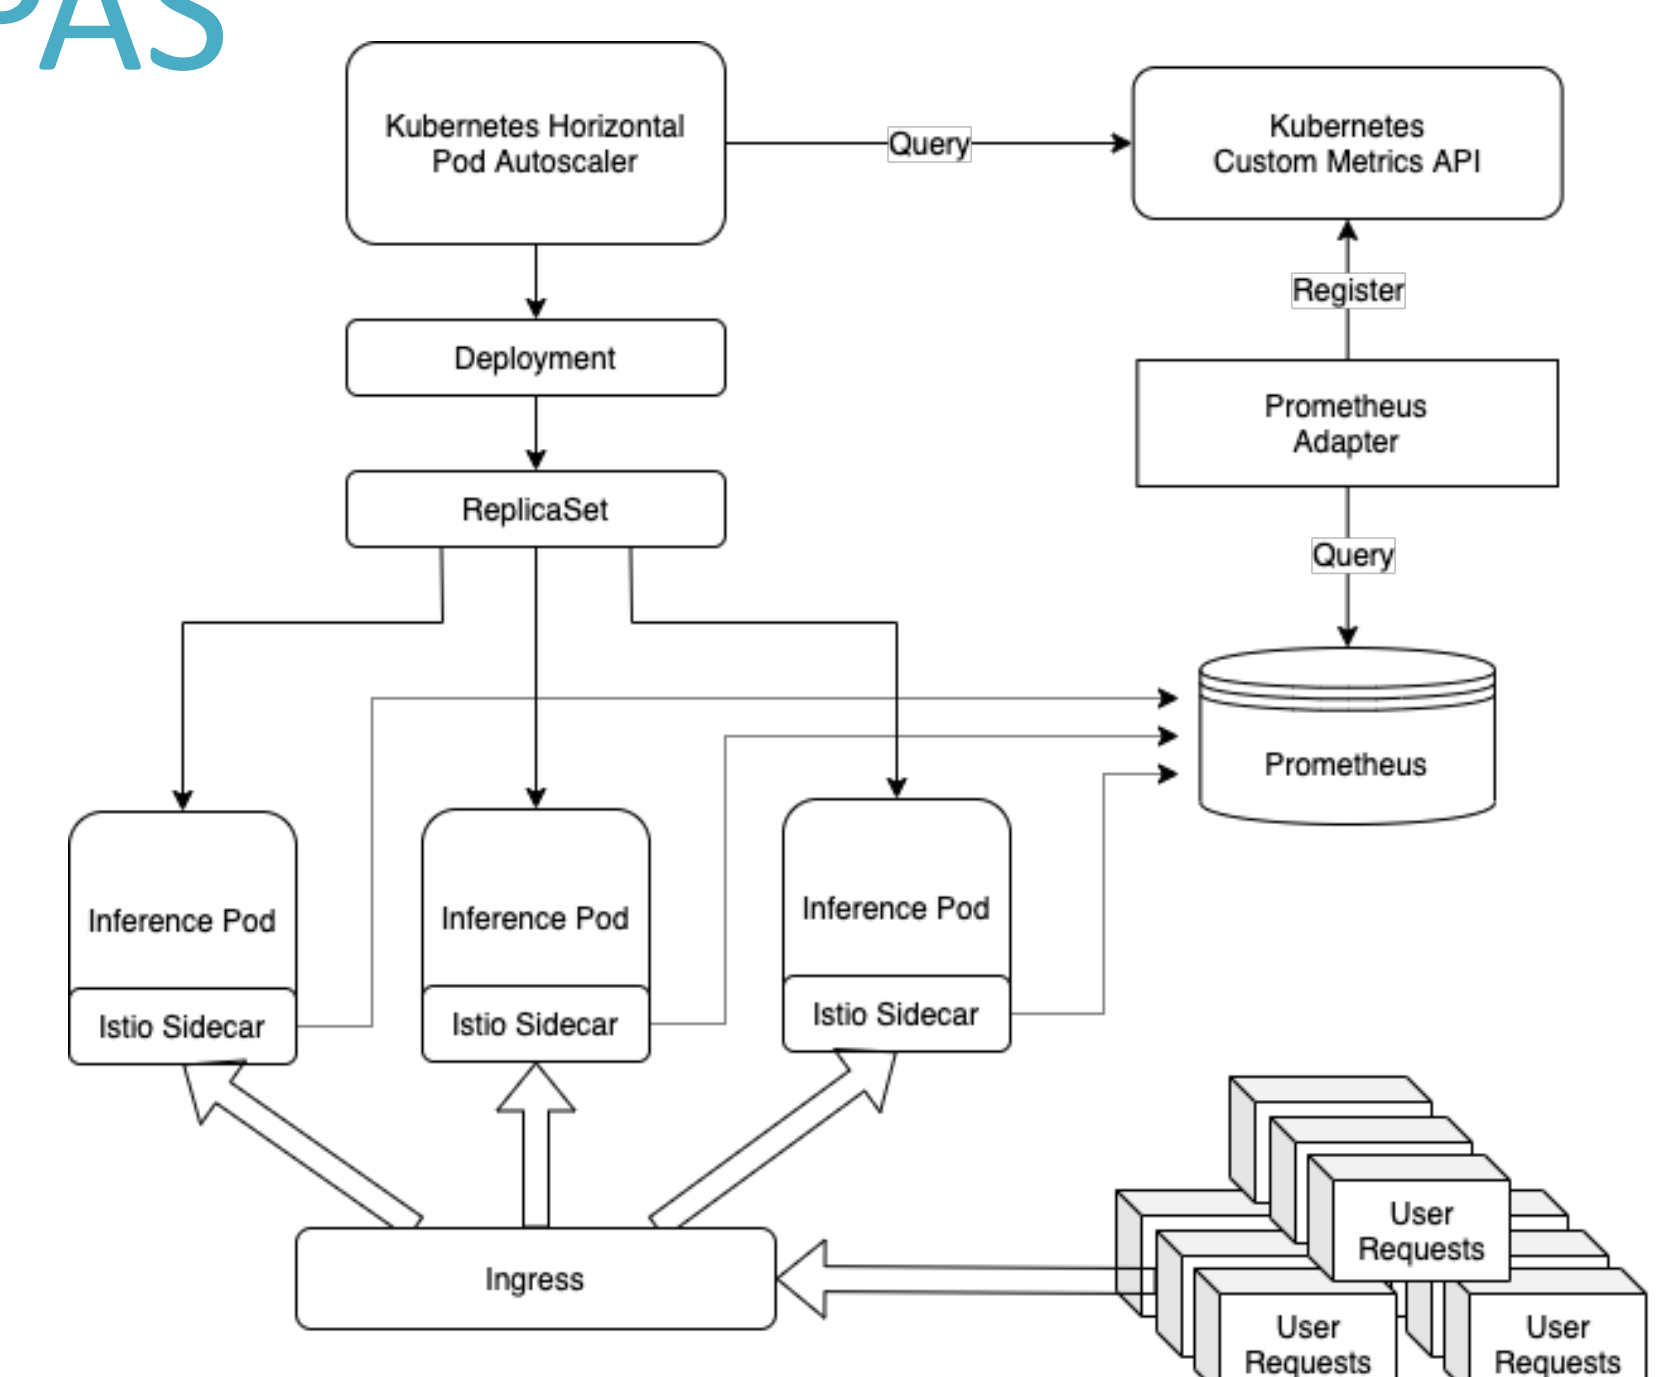 PAS
Kubernetes Horizontal
Pod Autoscaler
Query
Kubernetes
Custom Metrics API
Register
Deployment
Prometheus
Adapter
ReplicaSet
Query
Prometheus
Inference Pod
Inference Pod
Inference Pod
Istio Sidecar
Istio Sidecar
Istio Sidecar
User
Requests
Ingress
User
Requests
User
Requests